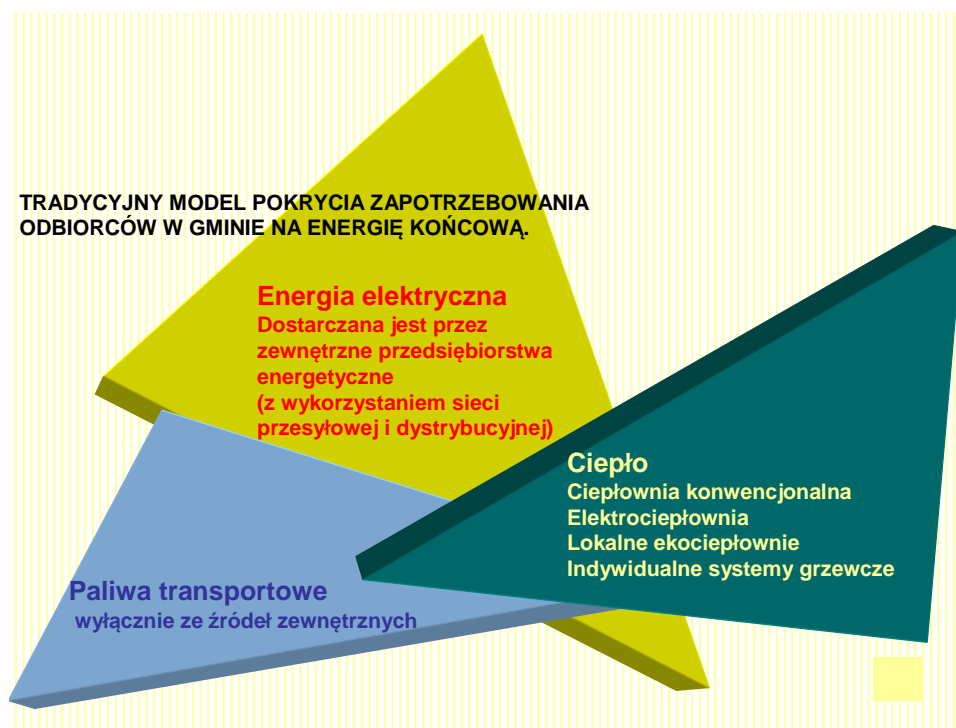 TRADYCYJNY MODEL POKRYCIA ZAPOTRZEBOWANIA
ODBIORCÓW W GMINIE NA ENERGIĘ KOŃCOWĄ.
Energia elektryczna
Dostarczana jest przez
zewnętrzne przedsiębiorstwa
energetyczne
(z wykorzystaniem sieci
przesyłowej i dystrybucyjnej)
Ciepło
Ciepłownia konwencjonalna
Elektrociepłownia
Lokalne ekociepłownie
Indywidualne systemy grzewcze
Paliwa transportowe
wyłącznie ze źródeł zewnętrznych